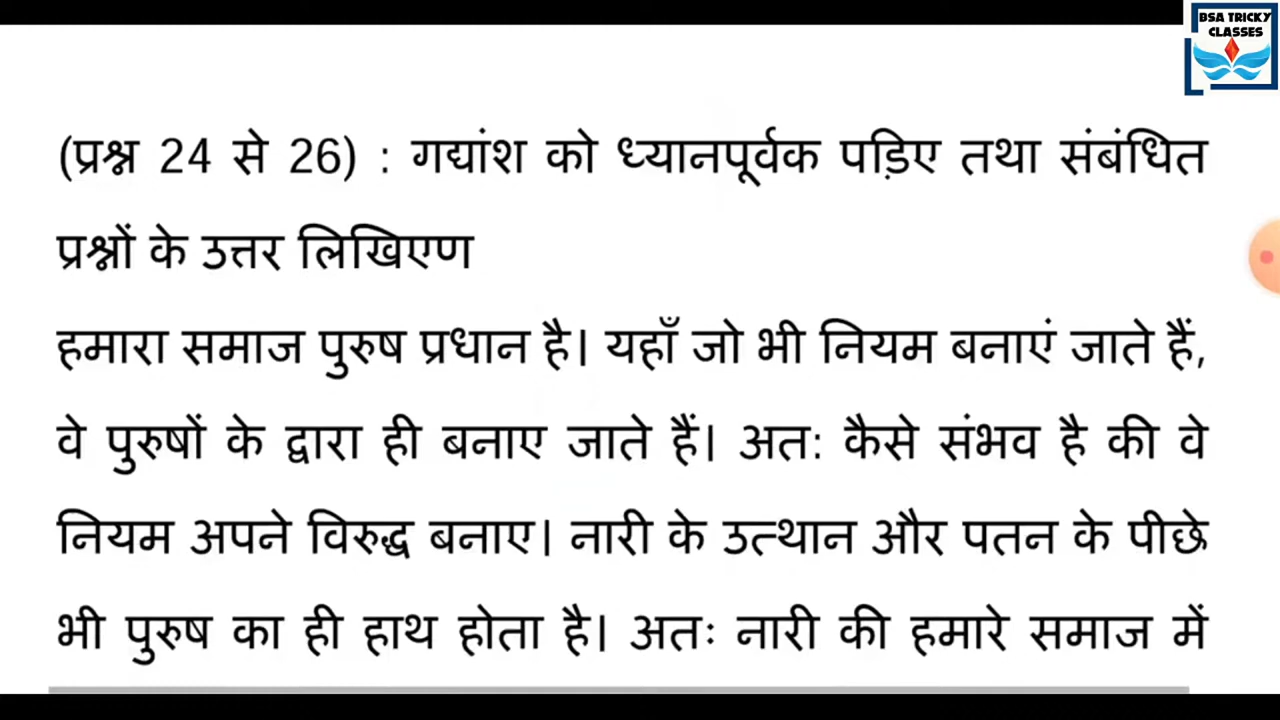 BSA TRICKY
CLASSES
(प्रश्न 24 से 26) : गद्यांश को ध्यानपूर्वक पड़िए तथा संबंधित
प्रश्नों के उत्तर लिखिएण
हमारा समाज पुरुष प्रधान है। यहाँ जो भी नियम बनाएं जाते हैं,
वे पुरुषों के द्वारा ही बनाए जाते हैं। अत: कैसे संभव है की वे
नियम अपने विरुद्ध बनाए। नारी के उत्थान और पतन के पीछे
भी पुरुष का ही हाथ होता है। अतः नारी की हमारे समाज में